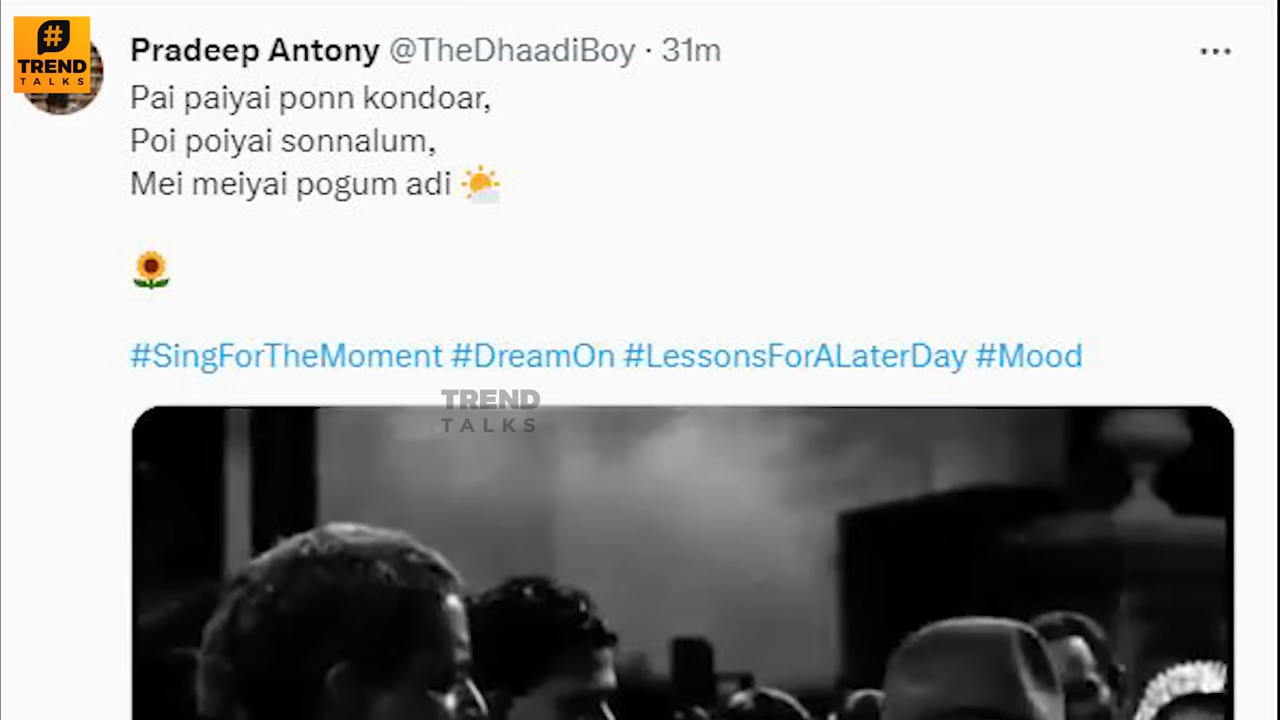 #
TREND
TALKS
Pradeep Antony @TheDhaadiBoy · 31m
Pai paiyai ponn kondoar,
Poi poiyai sonnalum,
Mei meiyai pogum adi 🌤️
🌻
#SingForTheMoment #DreamOn #LessonsForALaterDay #Mood
TREND
TALKS